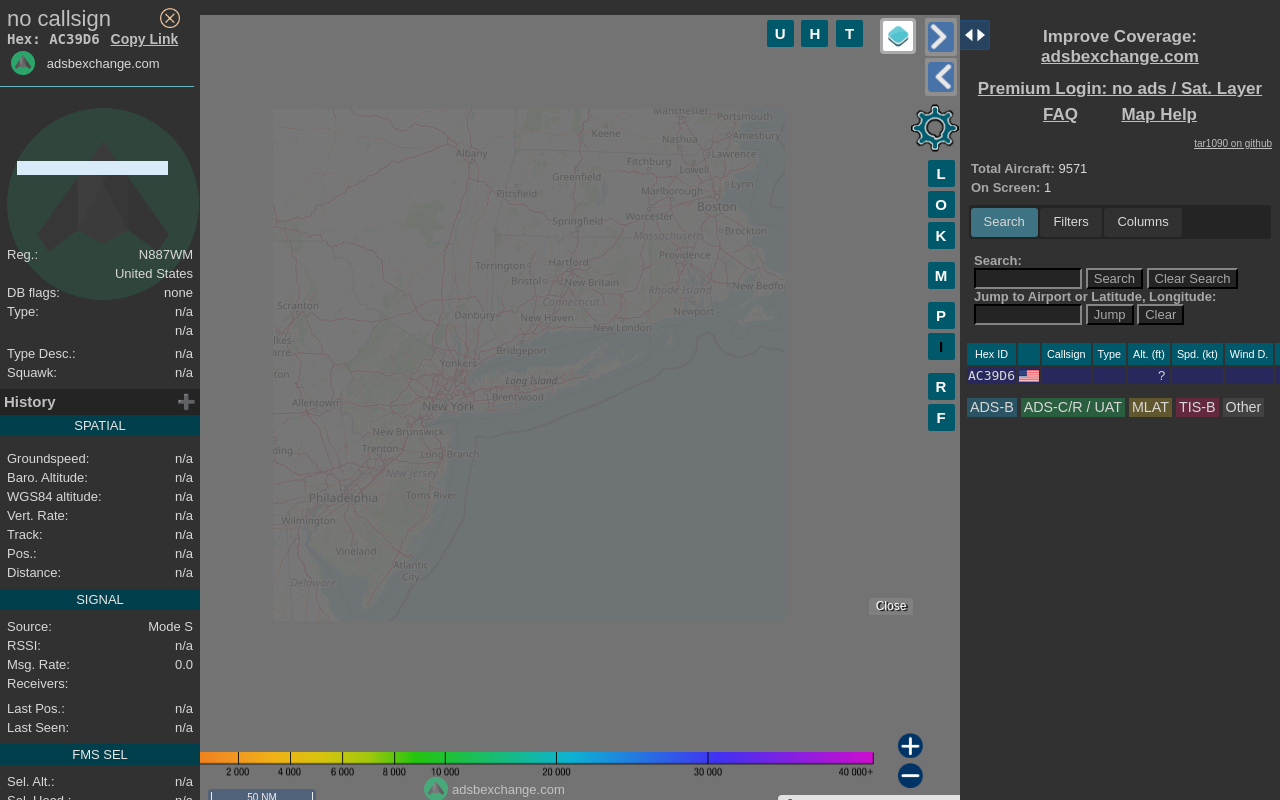 no callsign
Hex: AC39D6 Copy Link
adsbexchange.com
Reg.: N887WM
United States
DB flags: none
Type: n/a
n/a
Type Desc.: n/a
Squawk: n/a
History
SPATIAL
Groundspeed: n/a
Baro. Altitude: n/a
WGS84 altitude: n/a
Vert. Rate: n/a
Track: n/a
Pos.: n/a
Distance: n/a
SIGNAL
Source: Mode S
RSSI: n/a
Msg. Rate: 0.0
Receivers:
Last Pos.: n/a
Last Seen: n/a
FMS SEL
Sel. Alt.: n/a
Sel. Head.: n/a
U H T
L
O
K
M
P
I
R
F
Manchester
Portsmouth
Keene
Nashua
Amesbury
Albany
Fitchburg
Lawrence
Greenfield
Lowell
Lynn
Pittsfield
Marlborough
Boston
Springfield
Worcester
Massachusetts
Brockton
Torrington
Hartford
Providence
Bristol
New Britain
Rhode Island
New Bedfo
Scranton
Connecticut
Danbury
New Haven
New London
Newport
lkes-
arre
Bridgeport
Yonkers
ton
Long Island
Brentwood
Allentown
New York
New Brunswick
ding
Trenton
Long Branch
New Jersey
Philadelphia
Toms River
Wilmington
Vineland
Atlantic
City
Delaware
Close
2 000 4 000 6 000 8 000 10 000 20 000 30 000 40 000+
adsbexchange.com
50 NM
Improve Coverage:
adsbexchange.com
Premium Login: no ads / Sat. Layer
FAQ Map Help
tar1090 on github
Total Aircraft: 9571
On Screen: 1
Search Filters Columns
Search:
Search Clear Search
Jump to Airport or Latitude, Longitude:
Jump Clear
Hex ID Callsign Type Alt. (ft) Spd. (kt) Wind D.
AC39D6 ?
ADS-B ADS-C/R / UAT MLAT TIS-B Other